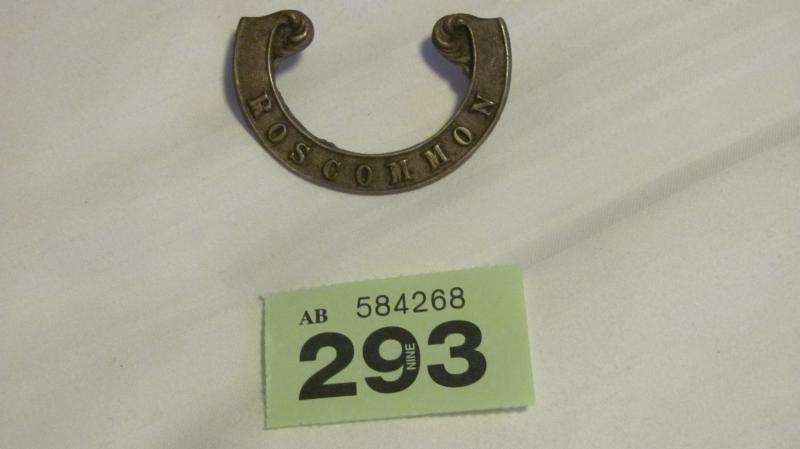 ROSCOMMON
AB 584268
293
NINE